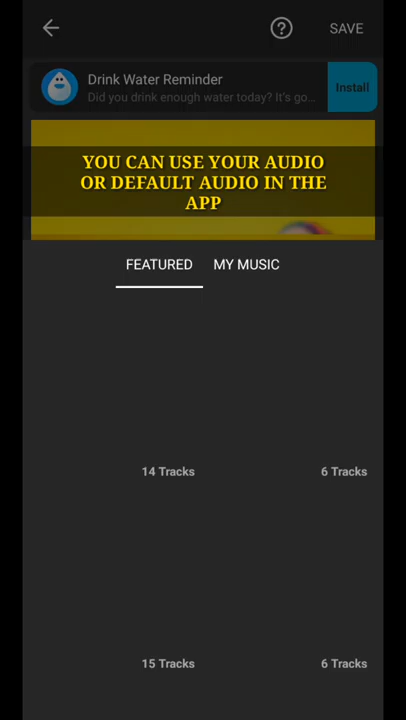 SAVE
Drink Water Reminder
Did you drink enough water today? It's go...
Install
YOU CAN USE YOUR AUDIO
OR DEFAULT AUDIO IN THE
APP
FEATURED
MY MUSIC
14 Tracks
6 Tracks
15 Tracks
6 Tracks